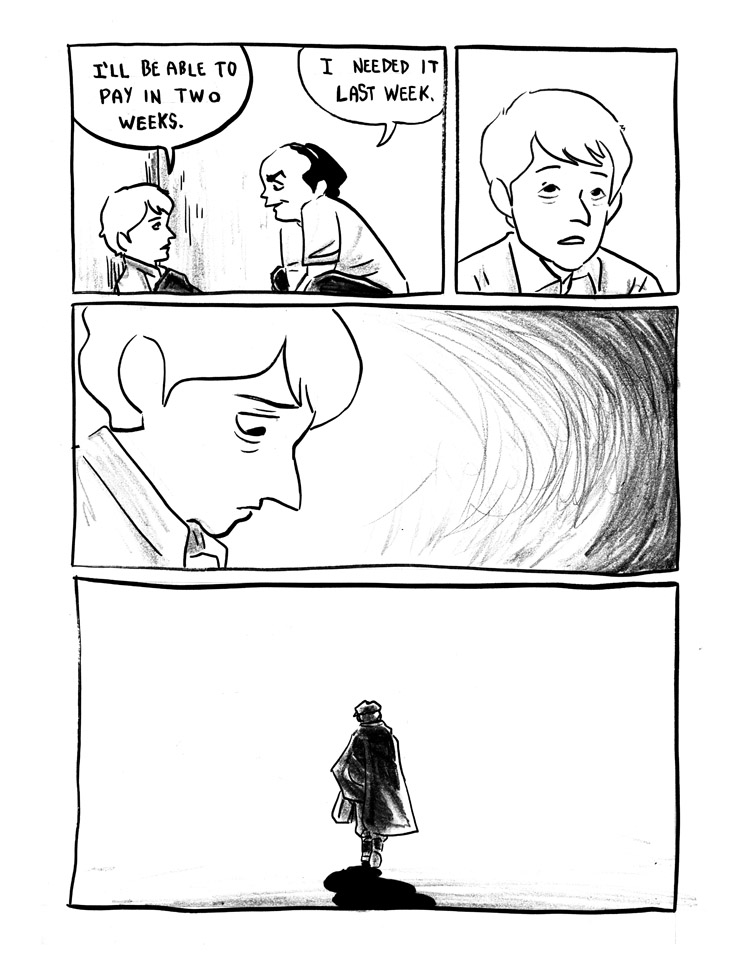 I'LL BE ABLE TO
PAY IN TWO
WEEKS.
I NEEDED IT
LAST WEEK.